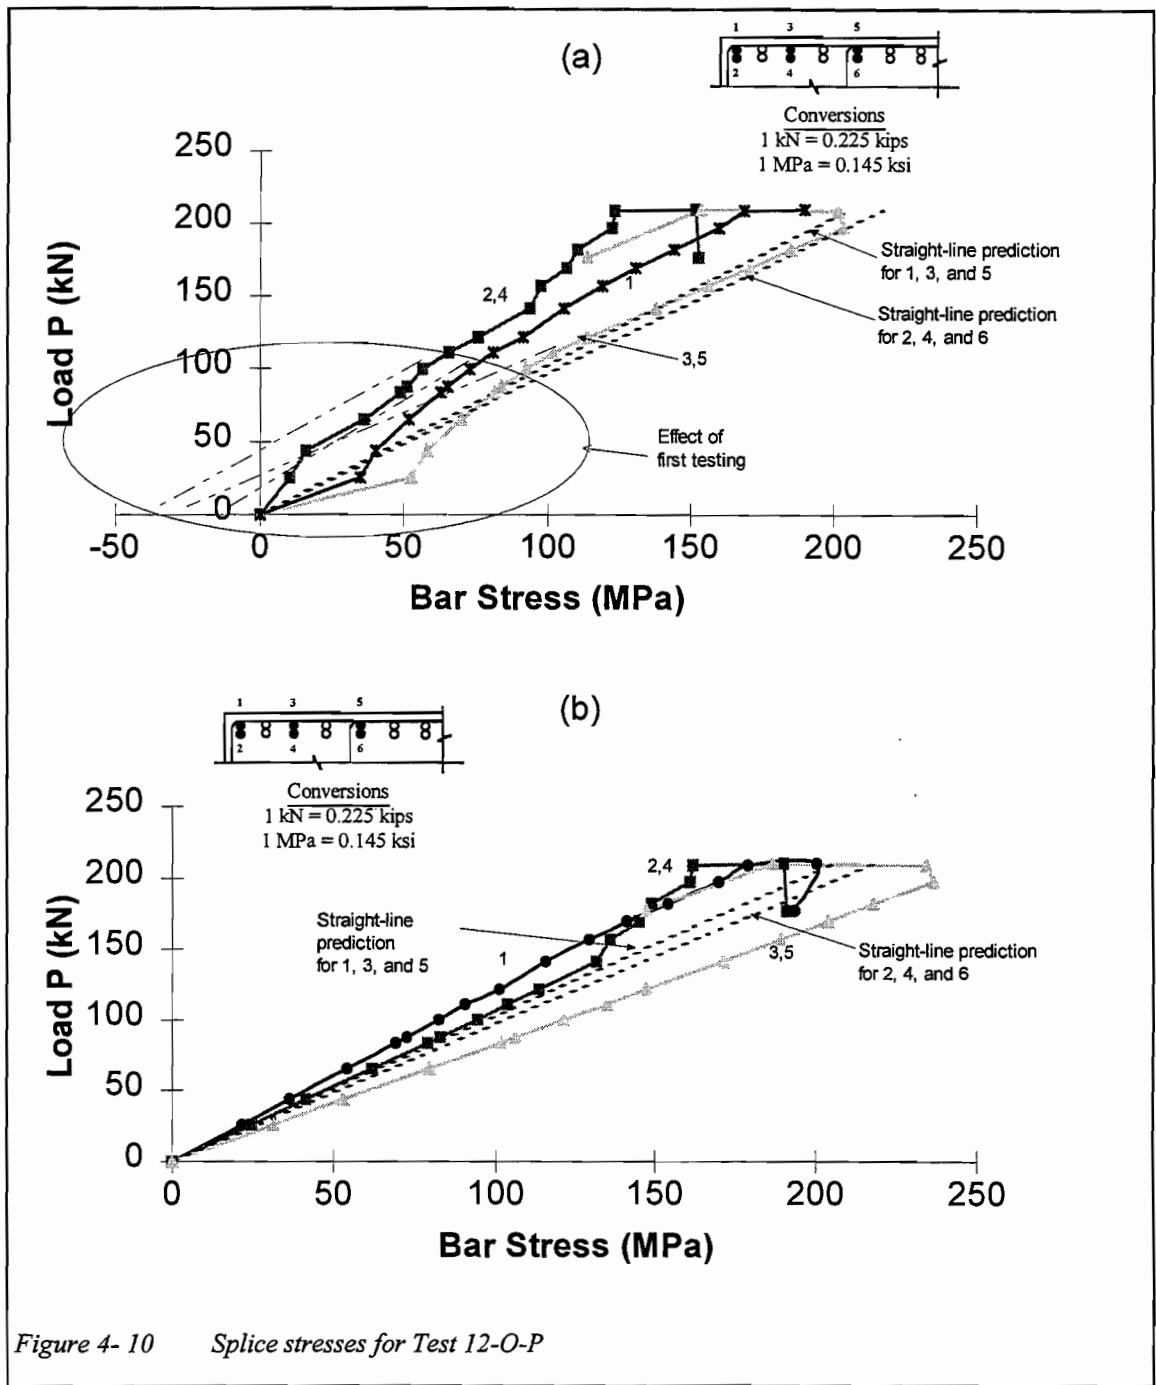 (a)
1 3 5
2 4 6
Conversions
1 kN = 0.225 kips
1 MPa = 0.145 ksi
250
200
150
100
50
0
Load P (kN)
2,4
1
3,5
Straight-line prediction
for 1, 3, and 5
Straight-line prediction
for 2, 4, and 6
Effect of
first testing
-50 0 50 100 150 200 250
Bar Stress (MPa)
(b)
1 3 5
2 4 6
Conversions
1 kN = 0.225 kips
1 MPa = 0.145 ksi
250
200
150
100
50
0
Load P (kN)
2,4
Straight-line
prediction
for 1, 3, and 5
1
3,5
Straight-line prediction
for 2, 4, and 6
0 50 100 150 200 250
Bar Stress (MPa)
Figure 4- 10 Splice stresses for Test 12-O-P